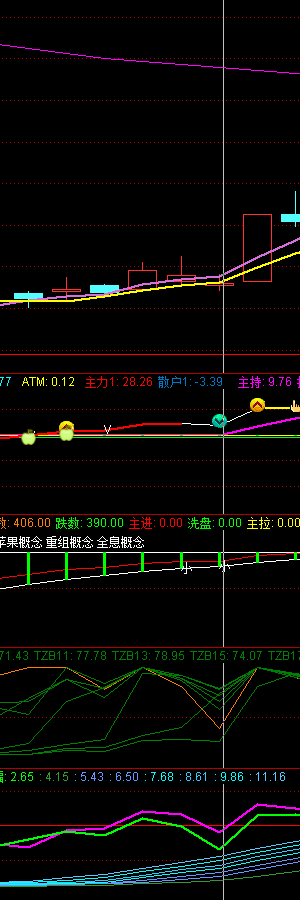 77 ATM: 0.12 主力1: 28.26 散户1: -3.39 主持: 9.76
数: 406.00 跌数: 390.00 主进: 0.00 洗盘: 0.00 主拉: 0.00
苹果概念 重组概念 全息概念
71.43 TZB11: 77.78 TZB13: 78.95 TZB15: 74.07 TZB17
: 2.65 : 4.15 : 5.43 : 6.50 : 7.68 : 8.61 : 9.86 : 11.16